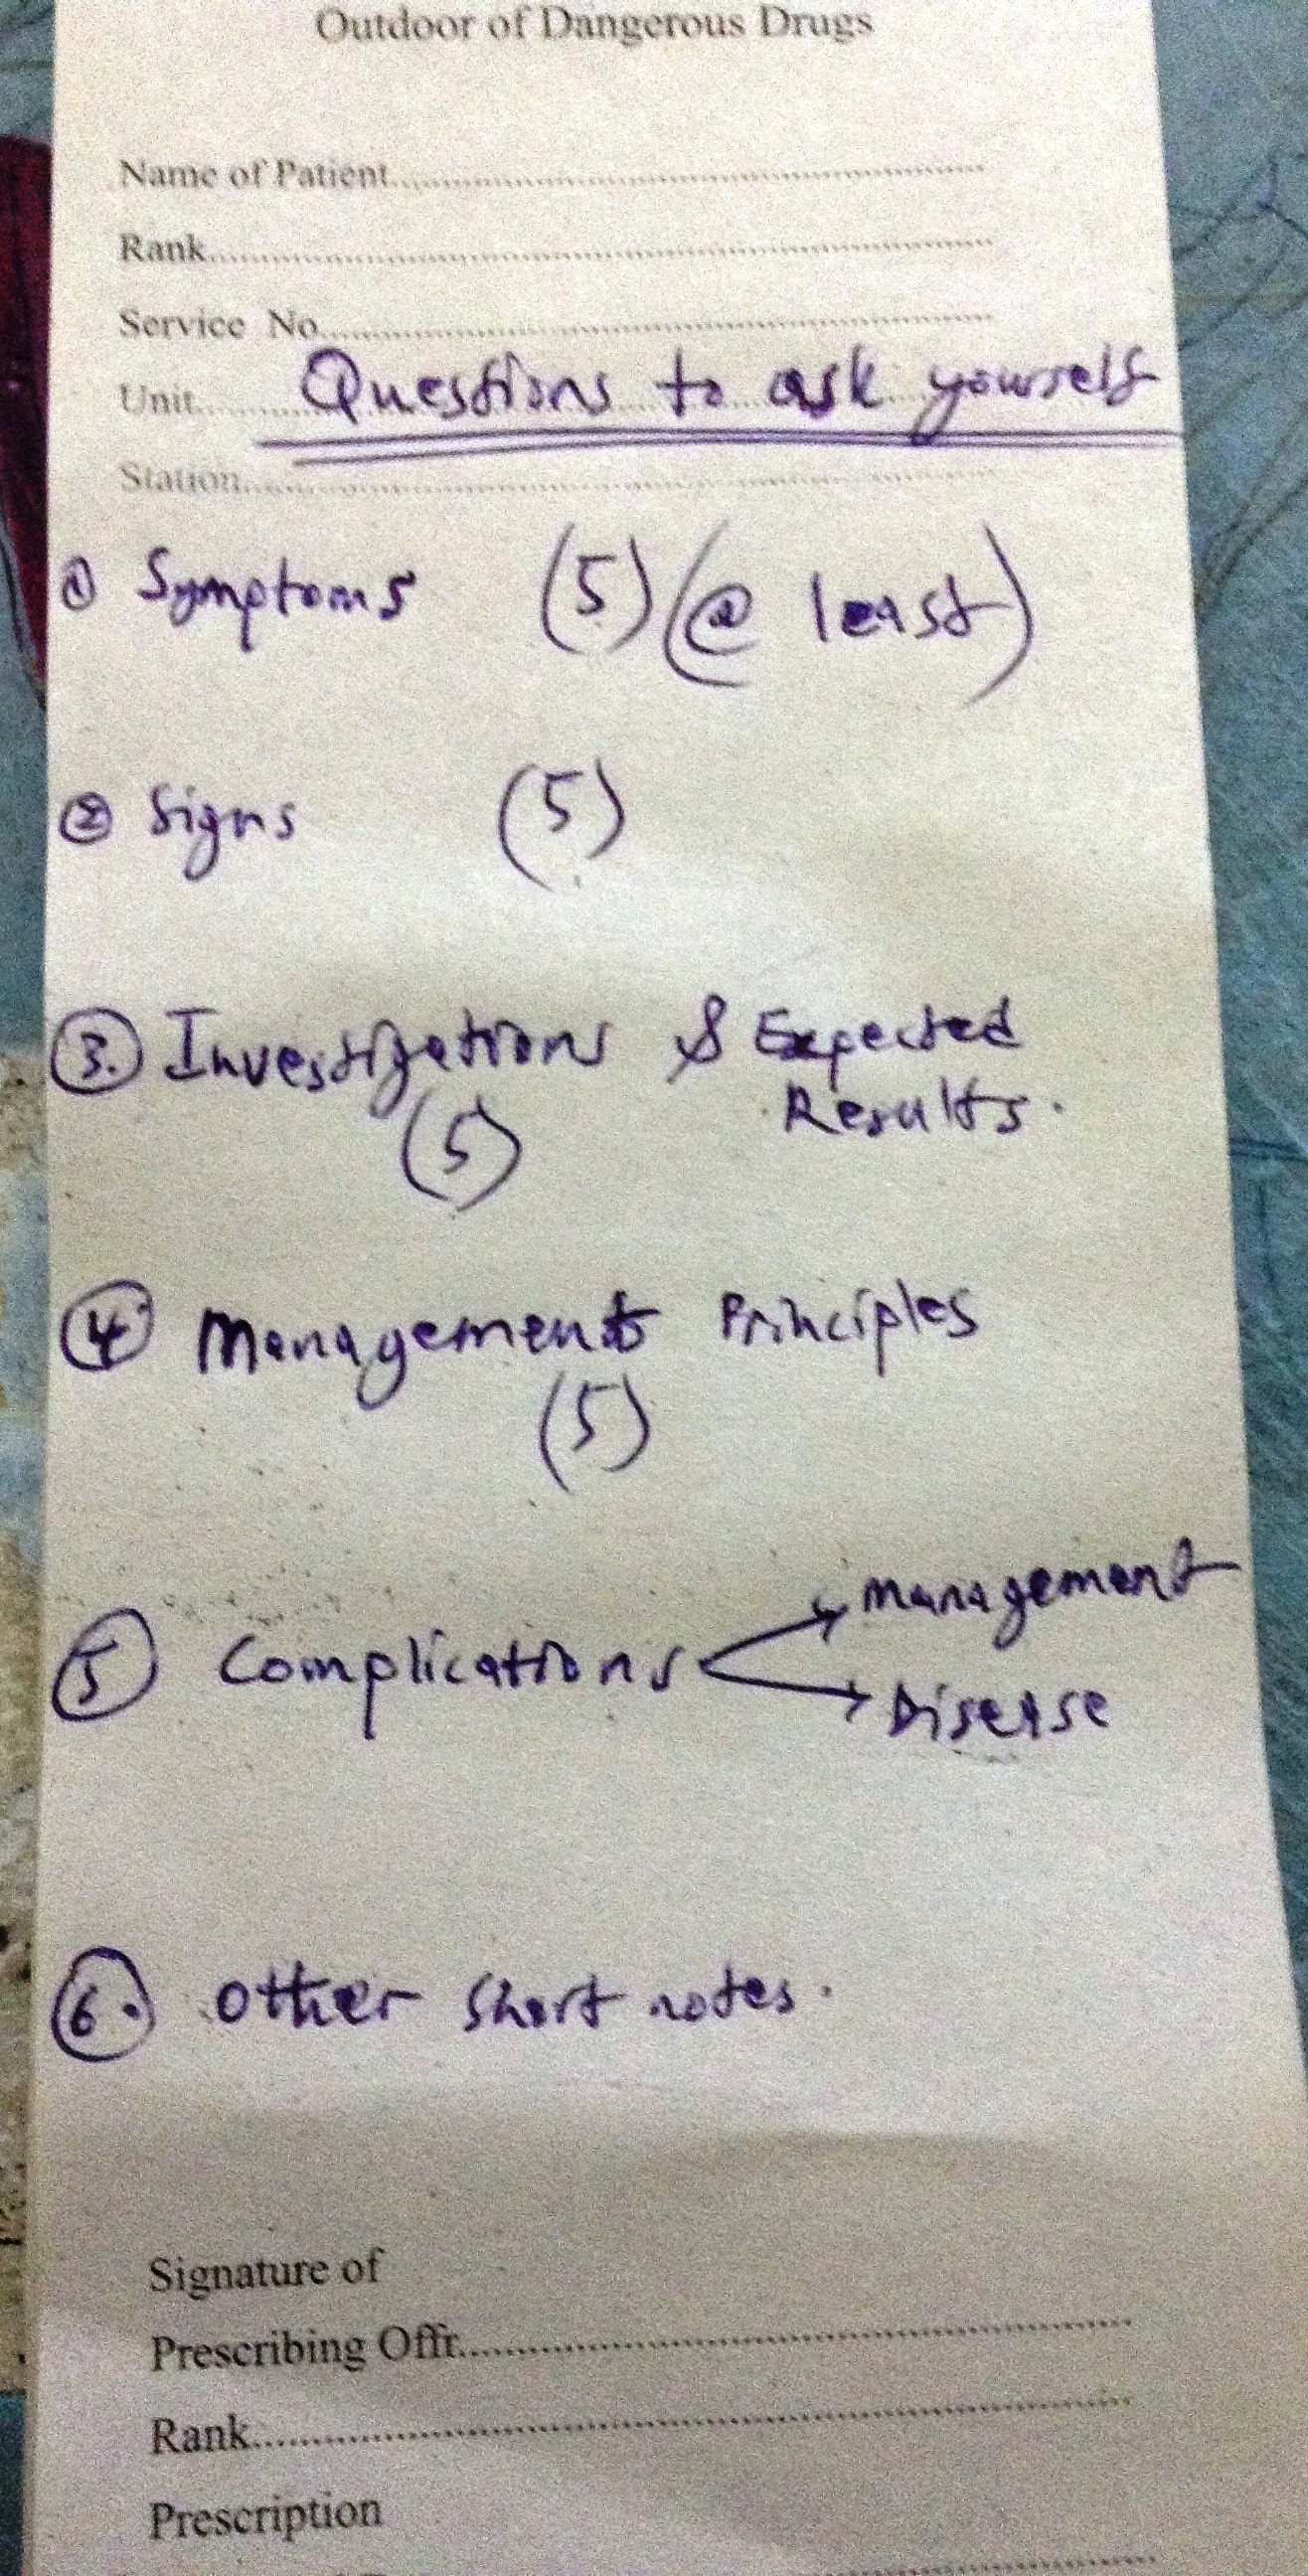 Outdoor of Dangerous Drugs
Name of Patient
Rank
Service No
Unit Questions to ask yourself
Station
① Symptoms (5) (@ least)
② Signs (5)
③. Investigations & Expected
Results.
(5)
④ Management Principles
(5)
⑤ Complications → Management
→ Disease
⑥. Other short notes.
Signature of
Prescribing Offr.
Rank
Prescription